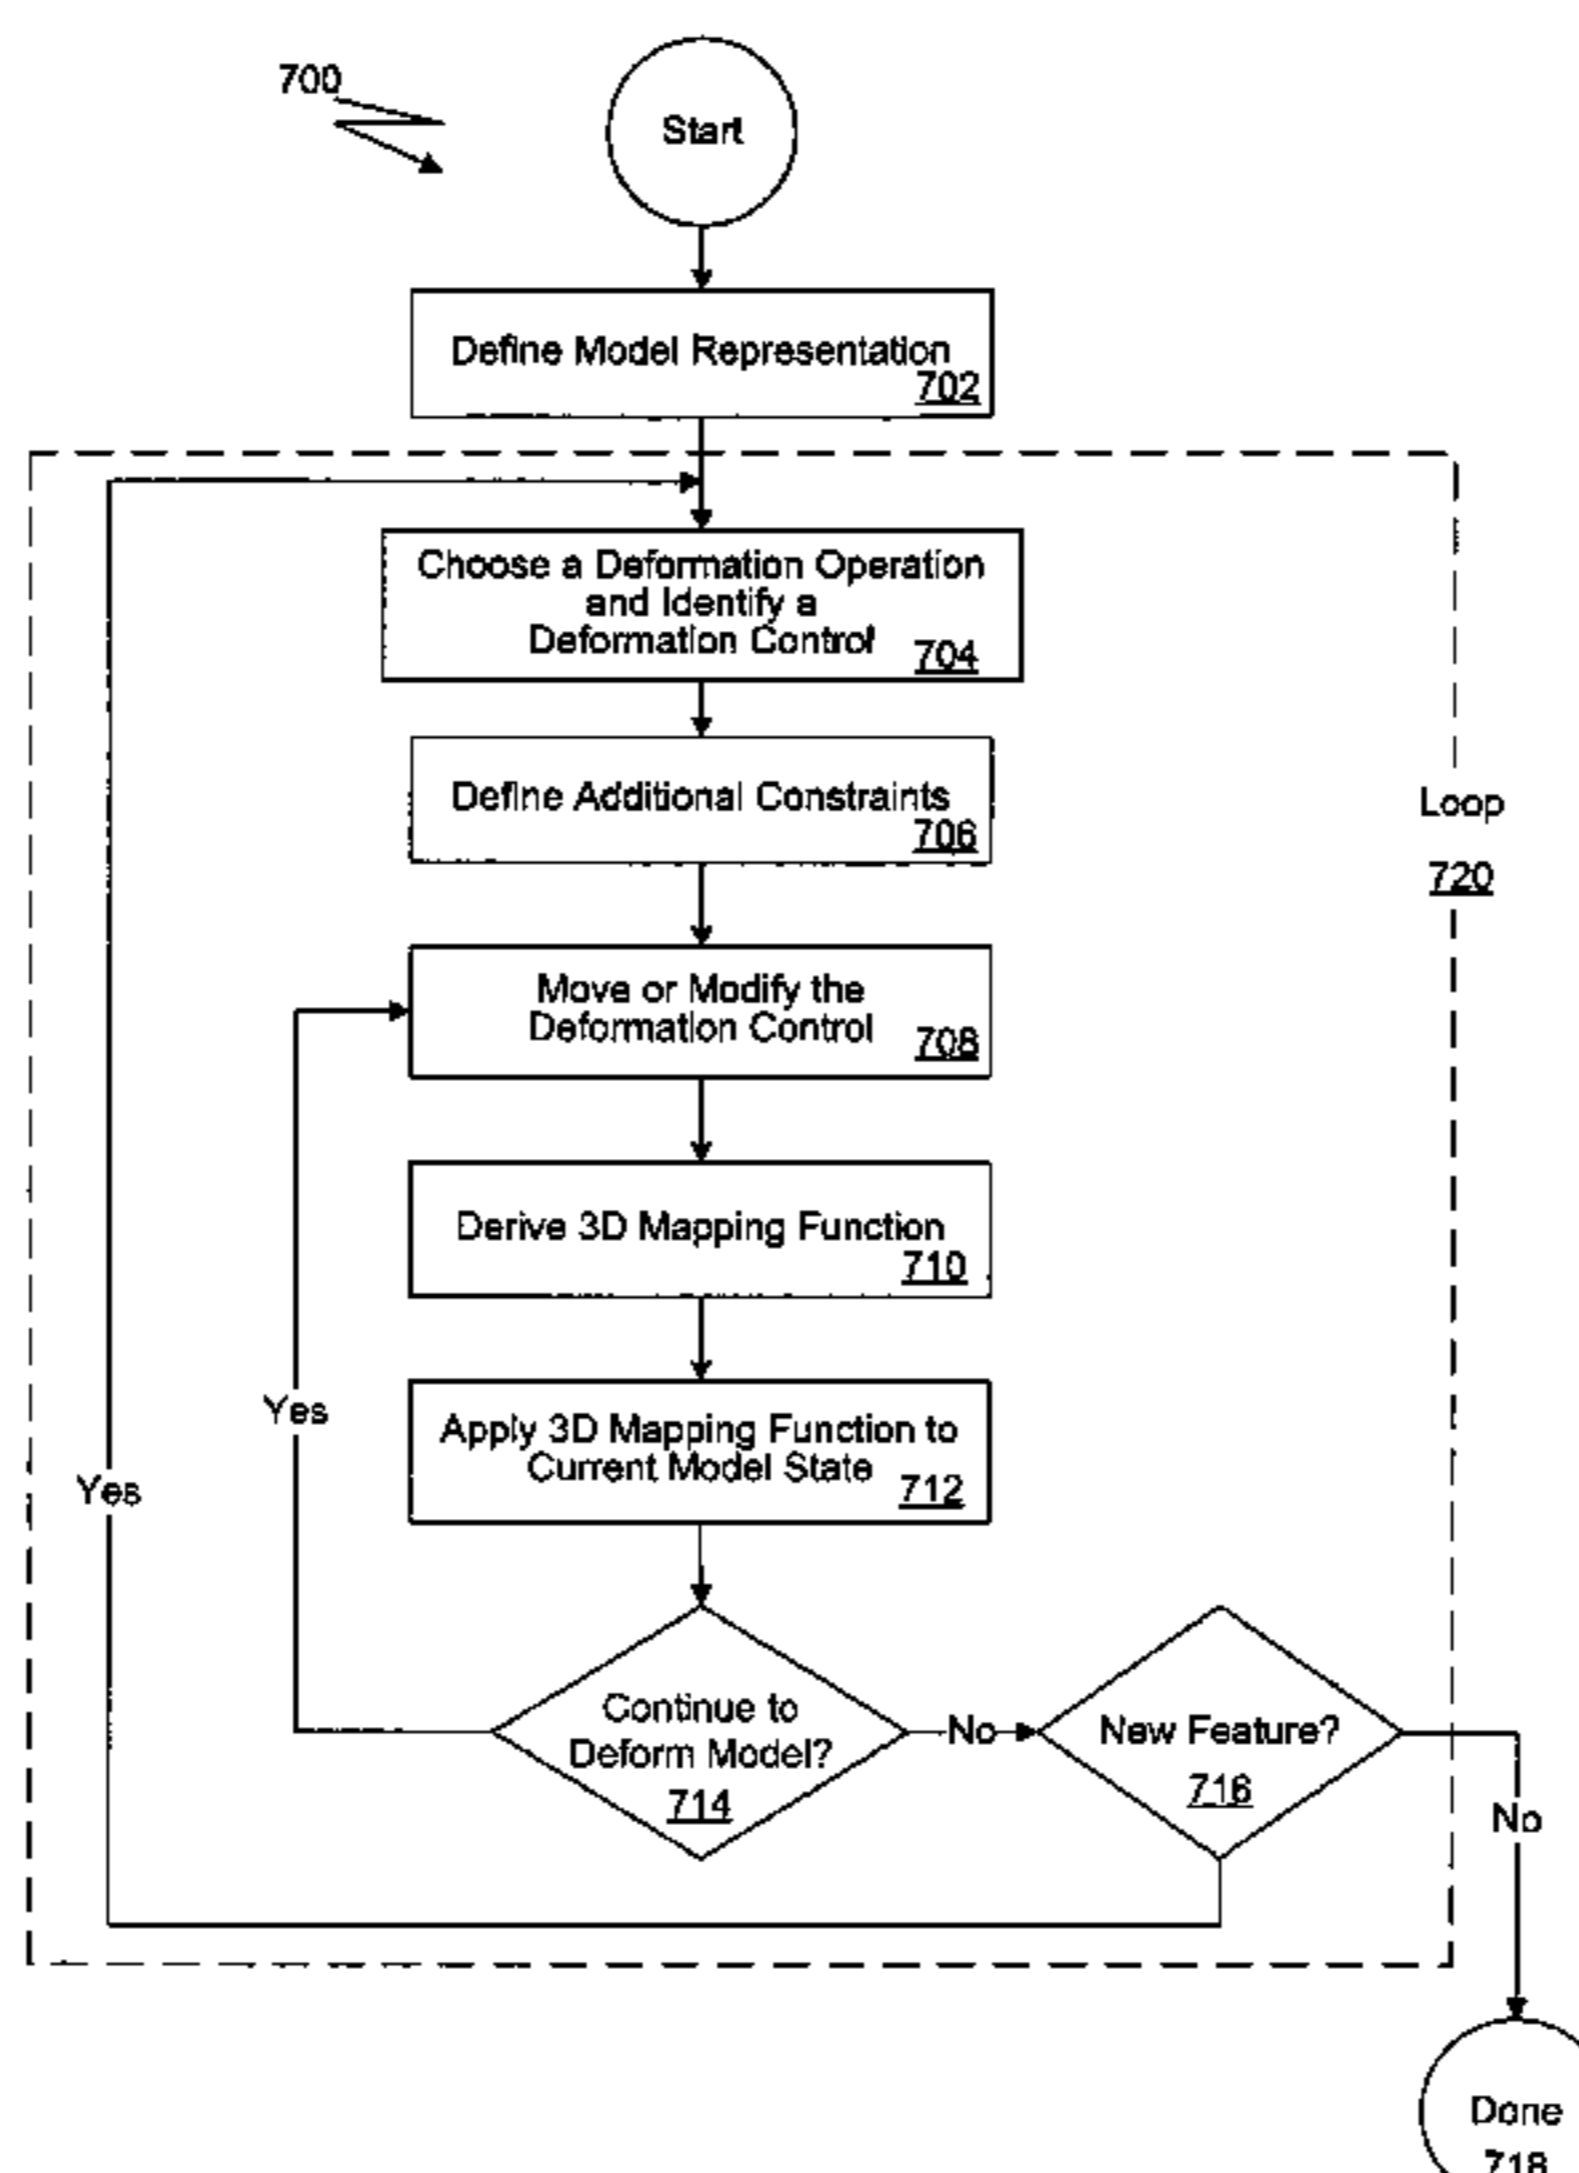 700
Start
Define Model Representation
702
Choose a Deformation Operation
and Identify a
Deformation Control
704
Define Additional Constraints
706
Loop
720
Move or Modify the
Deformation Control
708
Derive 3D Mapping Function
710
Yes
Apply 3D Mapping Function to
Current Model State
712
Yes
Continue to
Deform Model?
714
No
New Feature?
716
No
Done
718